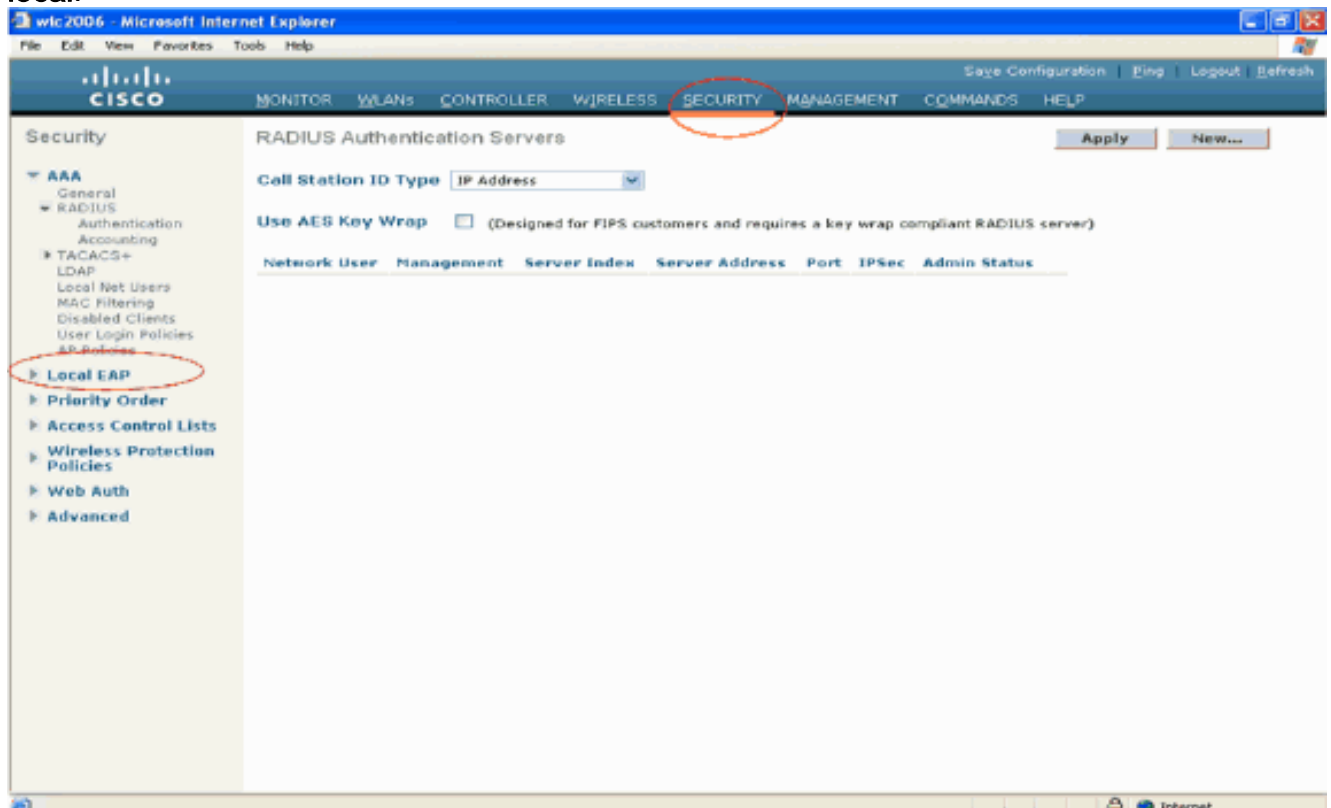 wlc2006 - Microsoft Internet Explorer
File Edit View Favorites Tools Help
Save Configuration | Ping | Logout | Refresh
CISCO
MONITOR WLANs CONTROLLER WIRELESS SECURITY MANAGEMENT COMMANDS HELP
Security
AAA
General
RADIUS
Authentication
Accounting
TACACS+
LDAP
Local Net Users
MAC Filtering
Disabled Clients
User Login Policies
AP Policies
Local EAP
Priority Order
Access Control Lists
Wireless Protection
Policies
Web Auth
Advanced
RADIUS Authentication Servers
Apply New...
Call Station ID Type IP Address
Use AES Key Wrap (Designed for FIPS customers and requires a key wrap compliant RADIUS server)
Network User Management Server Index Server Address Port IPSec Admin Status
Internet